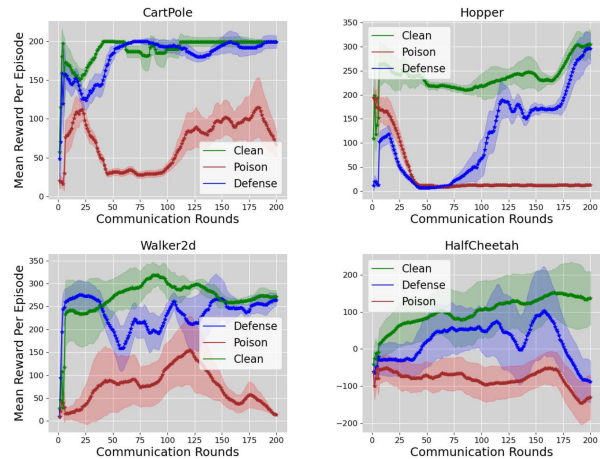 CartPole
Mean Reward Per Episode
200
150
100
50
0
Clean
Poison
Defense
0 25 50 75 100 125 150 175 200
Communication Rounds
Hopper
350
300
250
200
150
100
50
0
Clean
Poison
Defense
0 25 50 75 100 125 150 175 200
Communication Rounds
Walker2d
Mean Reward Per Episode
350
300
250
200
150
100
50
0
Defense
Poison
Clean
0 25 50 75 100 125 150 175 200
Communication Rounds
HalfCheetah
200
100
0
−100
−200
Clean
Defense
Poison
0 25 50 75 100 125 150 175 200
Communication Rounds